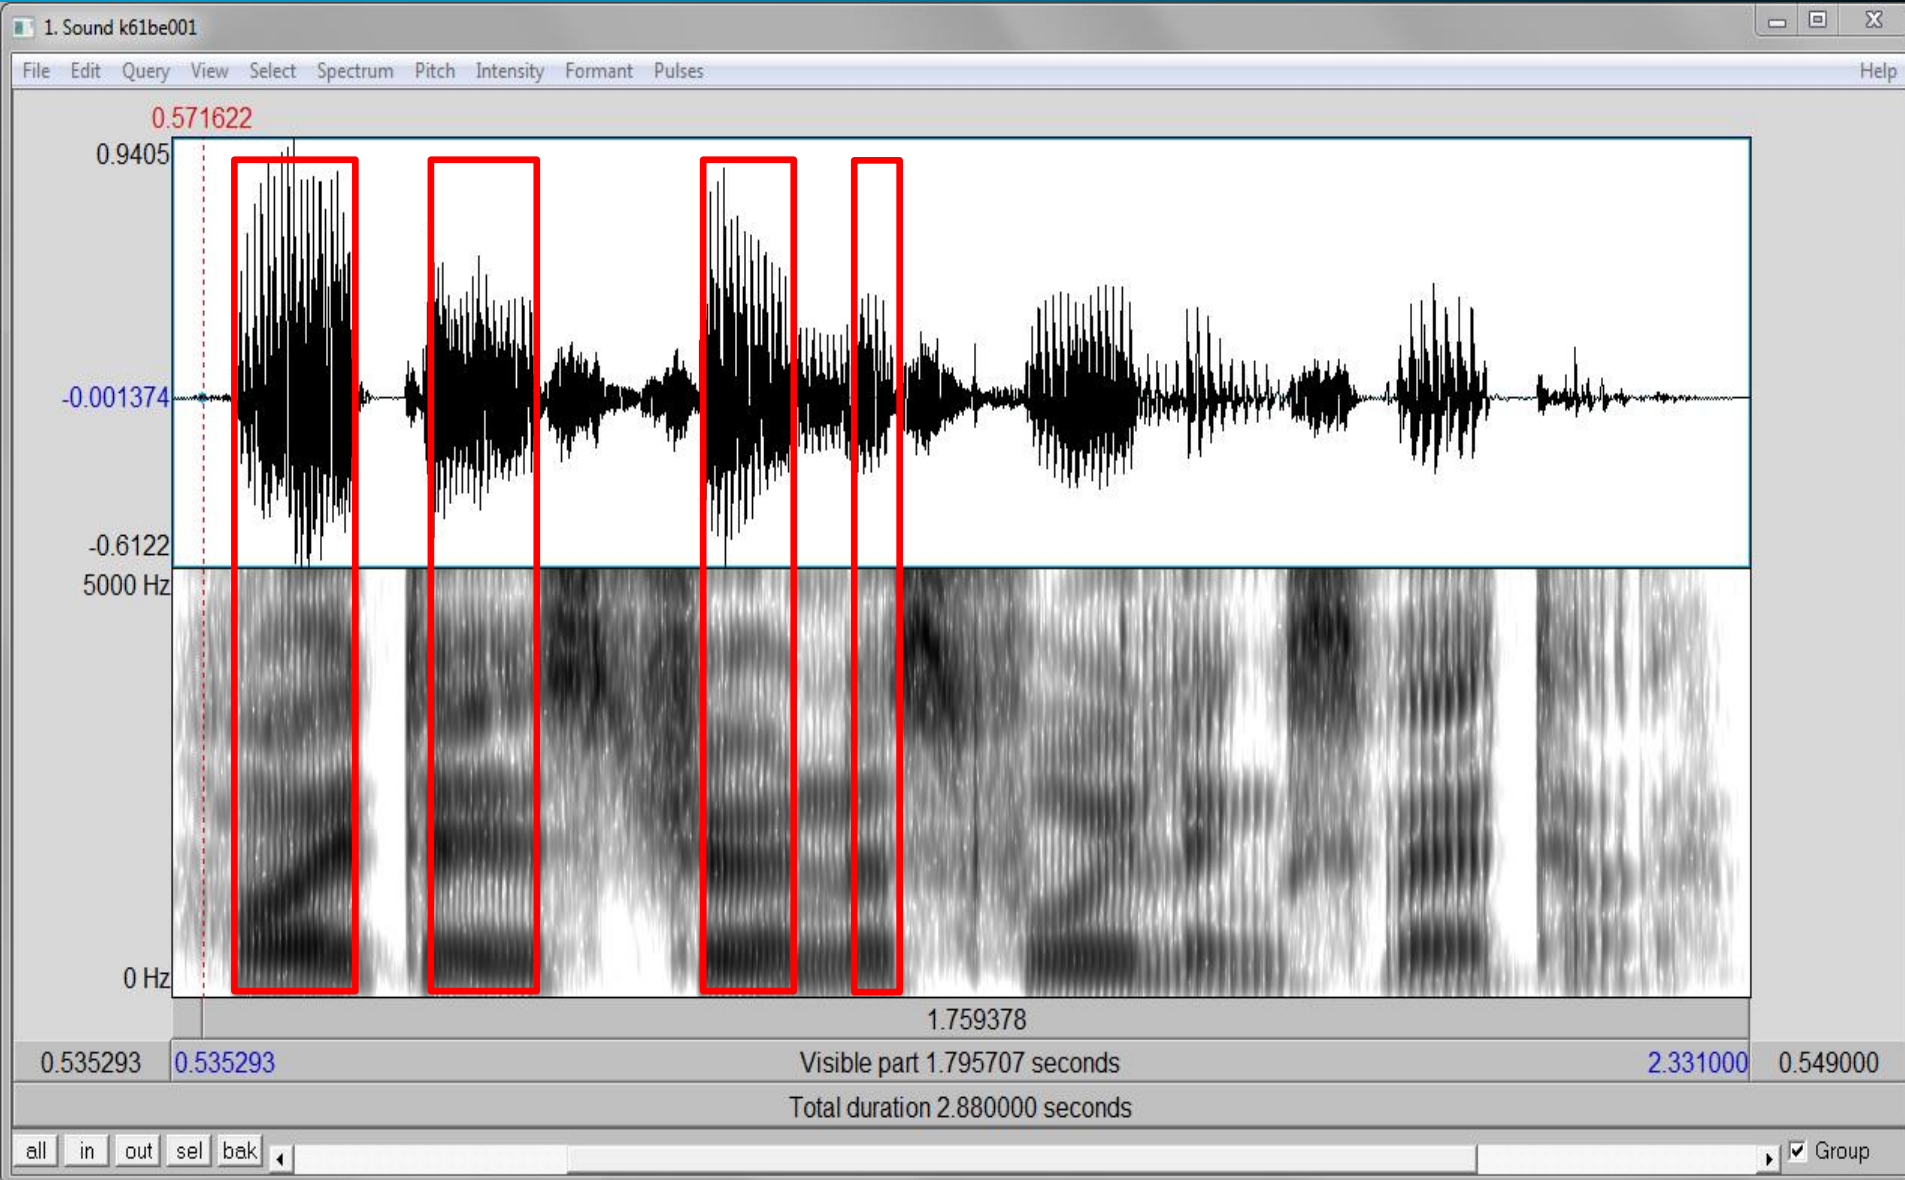 1. Sound k61be001
File Edit Query View Select Spectrum Pitch Intensity Formant Pulses Help
0.571622
0.9405
-0.001374
-0.6122
5000 Hz
0 Hz
1.759378
0.535293 0.535293 Visible part 1.795707 seconds 2.331000 0.549000
Total duration 2.880000 seconds
all in out sel bak Group